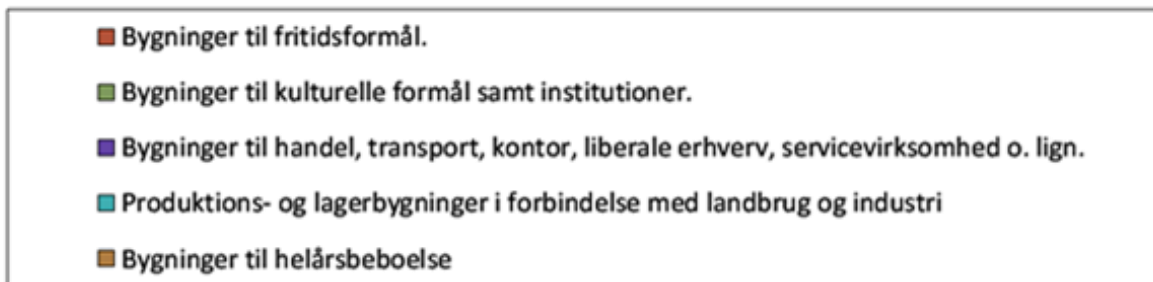 Bygninger til fritidsformål.
Bygninger til kulturelle formål samt institutioner.
Bygninger til handel, transport, kontor, liberale erhverv, servicevirksomhed o. lign.
Produktions- og lagerbygninger i forbindelse med landbrug og industri
Bygninger til helårsbeboelse